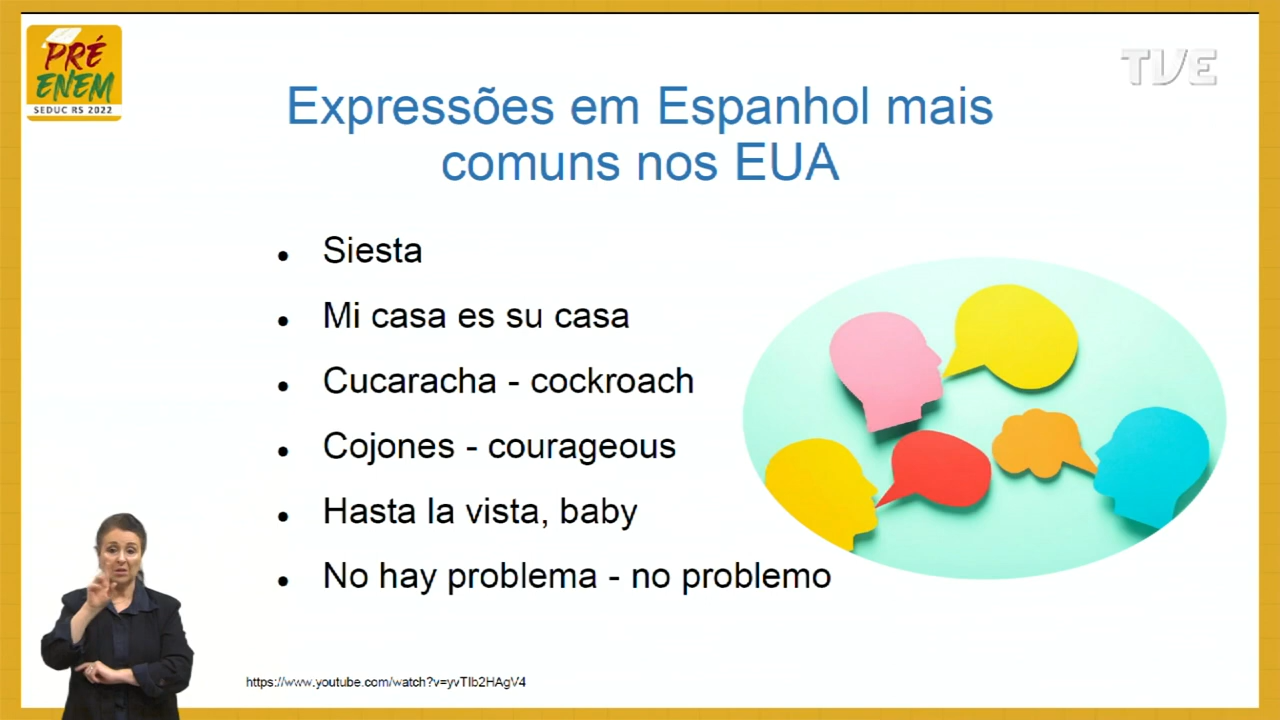 PRÉ
ENEM
SEDUC RS 2022
TVE
Expressões em Espanhol mais
comuns nos EUA
• Siesta
• Mi casa es su casa
• Cucaracha - cockroach
• Cojones - courageous
• Hasta la vista, baby
• No hay problema - no problemo
https://www.youtube.com/watch?v=yvTIb2HAgV4